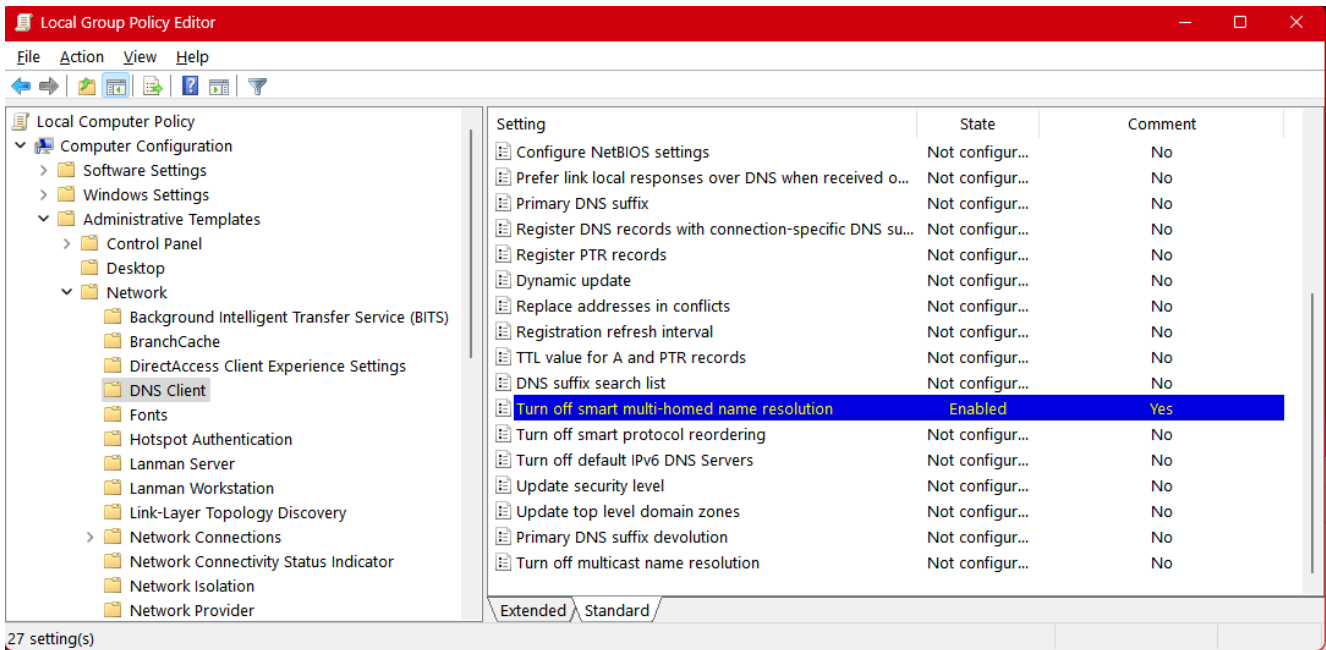 Local Group Policy Editor
File Action View Help
Local Computer Policy
Computer Configuration
Software Settings
Windows Settings
Administrative Templates
Control Panel
Desktop
Network
Background Intelligent Transfer Service (BITS)
BranchCache
DirectAccess Client Experience Settings
DNS Client
Fonts
Hotspot Authentication
Lanman Server
Lanman Workstation
Link-Layer Topology Discovery
Network Connections
Network Connectivity Status Indicator
Network Isolation
Network Provider
Setting State Comment
Configure NetBIOS settings Not configur... No
Prefer link local responses over DNS when received o... Not configur... No
Primary DNS suffix Not configur... No
Register DNS records with connection-specific DNS su... Not configur... No
Register PTR records Not configur... No
Dynamic update Not configur... No
Replace addresses in conflicts Not configur... No
Registration refresh interval Not configur... No
TTL value for A and PTR records Not configur... No
DNS suffix search list Not configur... No
Turn off smart multi-homed name resolution Enabled Yes
Turn off smart protocol reordering Not configur... No
Turn off default IPv6 DNS Servers Not configur... No
Update security level Not configur... No
Update top level domain zones Not configur... No
Primary DNS suffix devolution Not configur... No
Turn off multicast name resolution Not configur... No
Extended Standard
27 setting(s)